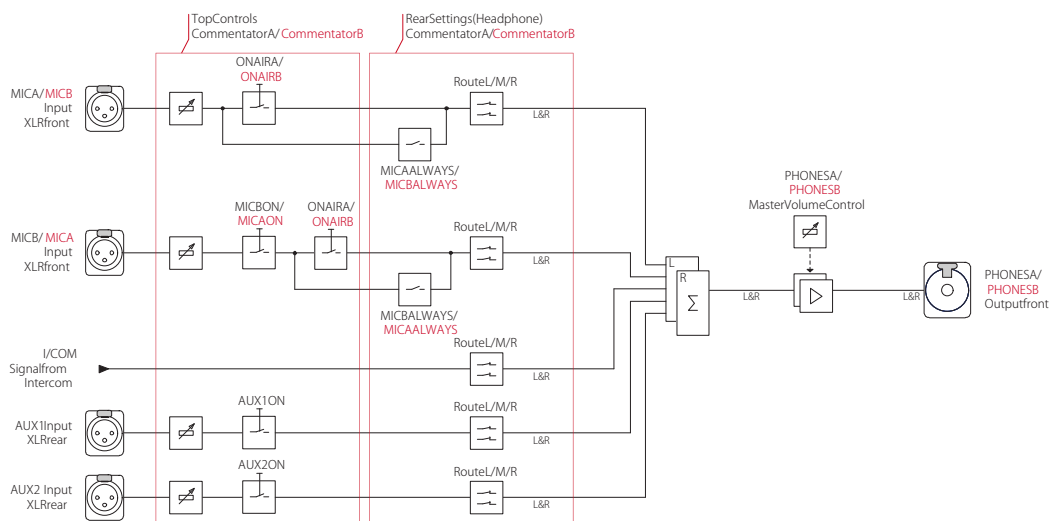 TopControls
CommentatorA/CommentatorB
RearSettings(Headphone)
CommentatorA/CommentatorB
ONAIRA/
ONAIRB
RouteL/M/R
MICA/MICB
Input
XLRfront
L&R
MICAALWAYS/
MICBALWAYS
PHONESA/
PHONESB
MasterVolumeControl
MICBON/
MICAON
ONAIRA/
ONAIRB
RouteL/M/R
MICB/ MICA
Input
XLRfront
L&R
L
R
Σ
L&R
L&R
PHONESA/
PHONESB
Outputfront
MICBALWAYS/
MICAALWAYS
I/COM
Signalfrom
Intercom
RouteL/M/R
L&R
AUX1ON
RouteL/M/R
AUX1Input
XLRrear
L&R
AUX2ON
RouteL/M/R
AUX2 Input
XLRrear
L&R